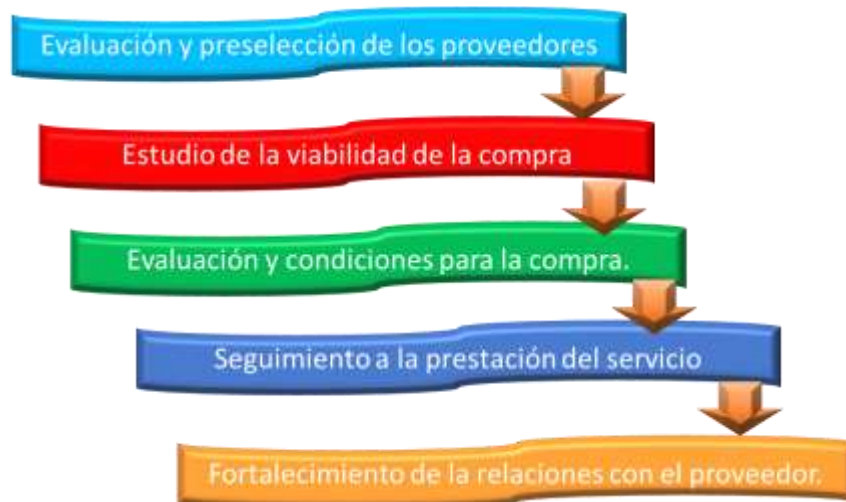 Evaluación y preselección de los proveedores
Estudio de la viabilidad de la compra
Evaluación y condiciones para la compra.
Seguimiento a la prestación del servicio
Fortalecimiento de la relaciones con el proveedor.